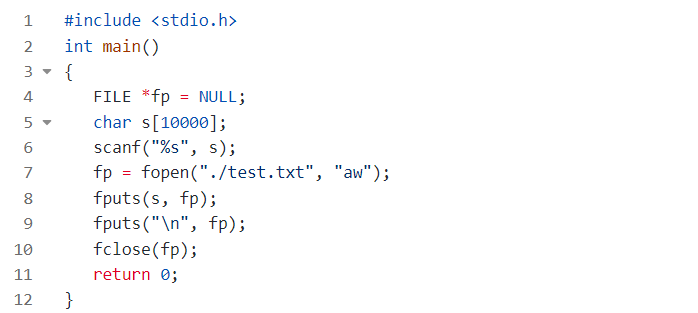 1 #include <stdio.h>
2 int main()
3 {
4 FILE *fp = NULL;
5 char s[10000];
6 scanf("%s", s);
7 fp = fopen("./test.txt", "aw");
8 fputs(s, fp);
9 fputs("\n", fp);
10 fclose(fp);
11 return 0;
12 }